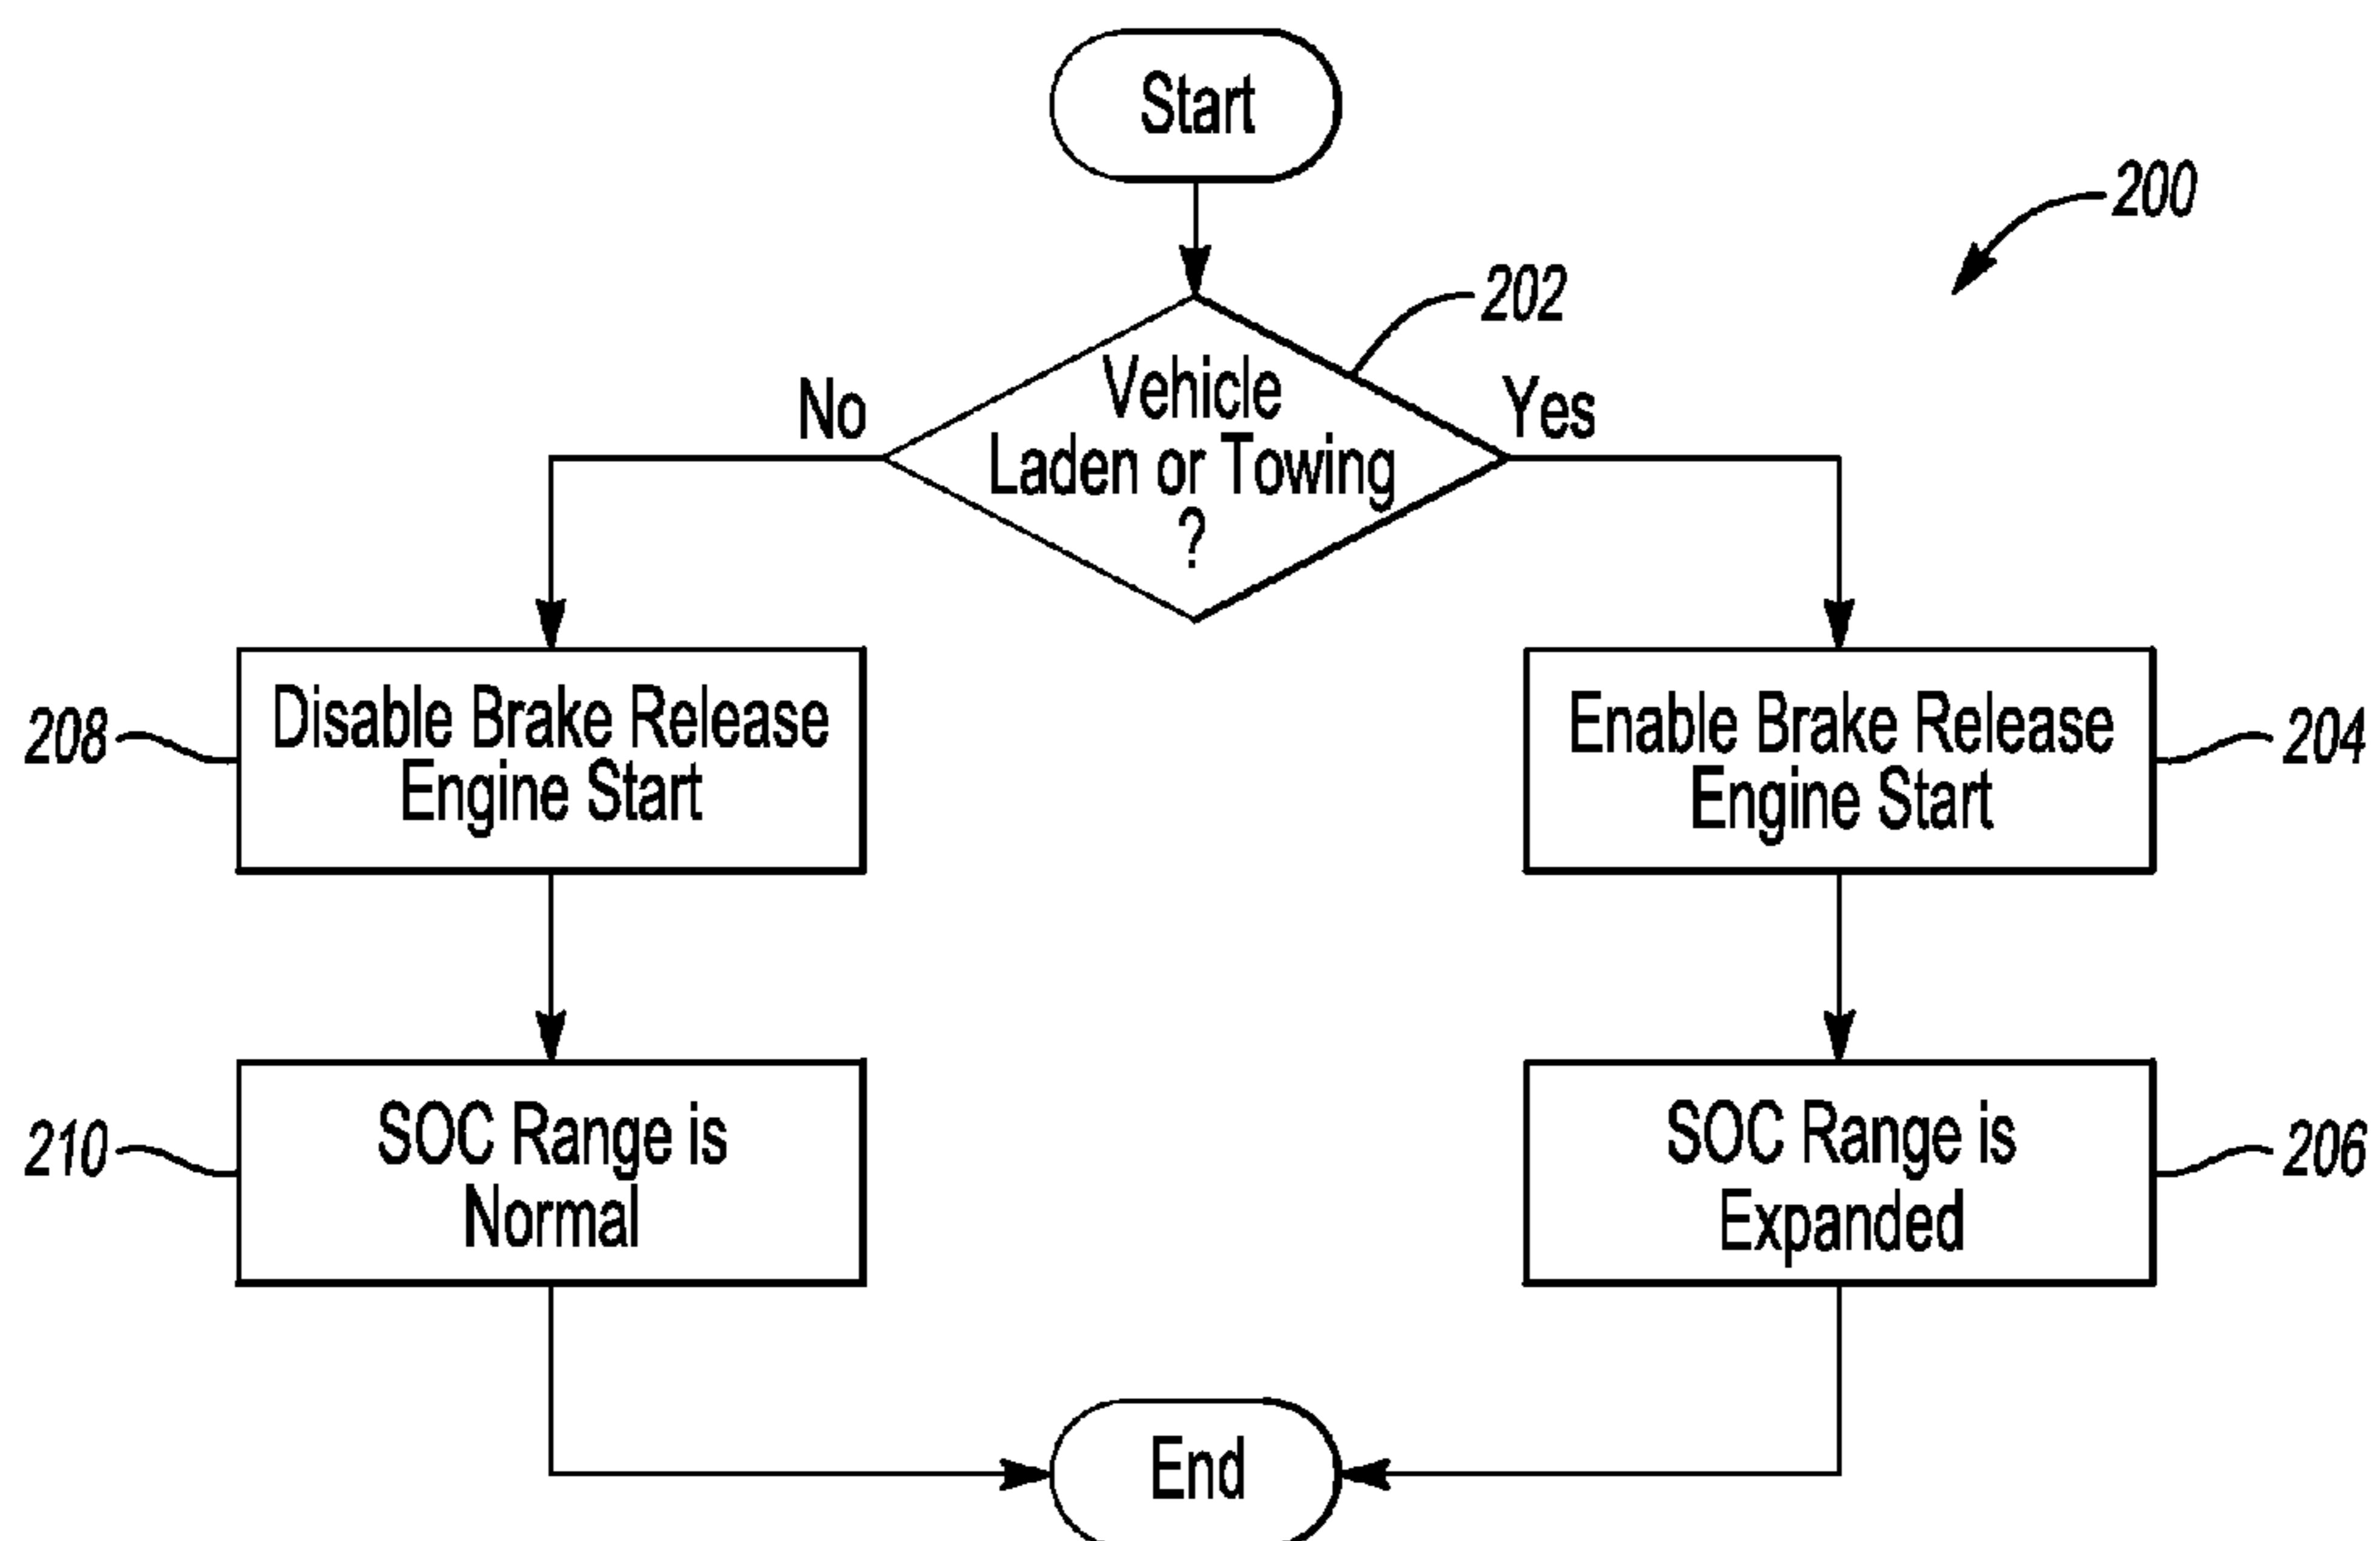 Start
200
202
No
Vehicle
Yes
Laden or Towing
?
Disable Brake Release
Engine Start
208
Enable Brake Release
Engine Start
204
SOC Range is
Normal
210
SOC Range is
Expanded
206
End